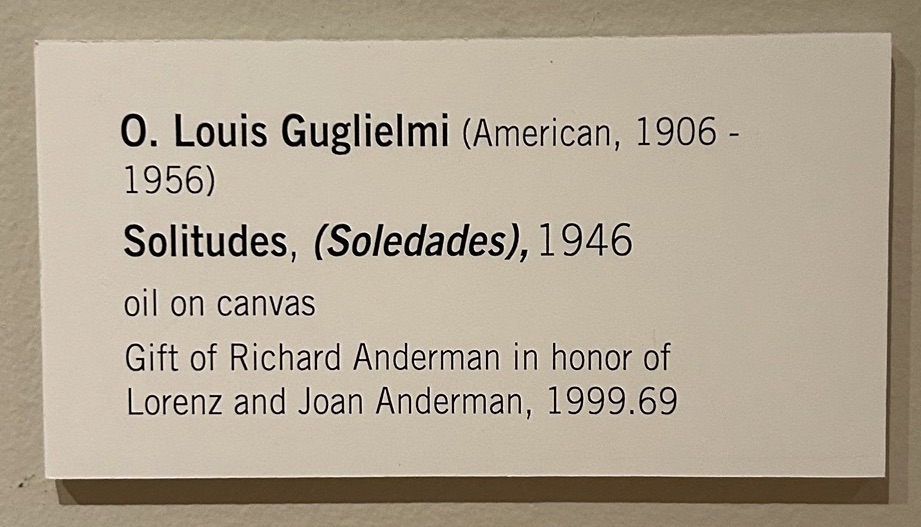 O. Louis Guglielmi (American, 1906 -
1956)
Solitudes, (Soledades), 1946
oil on canvas
Gift of Richard Anderman in honor of
Lorenz and Joan Anderman, 1999.69